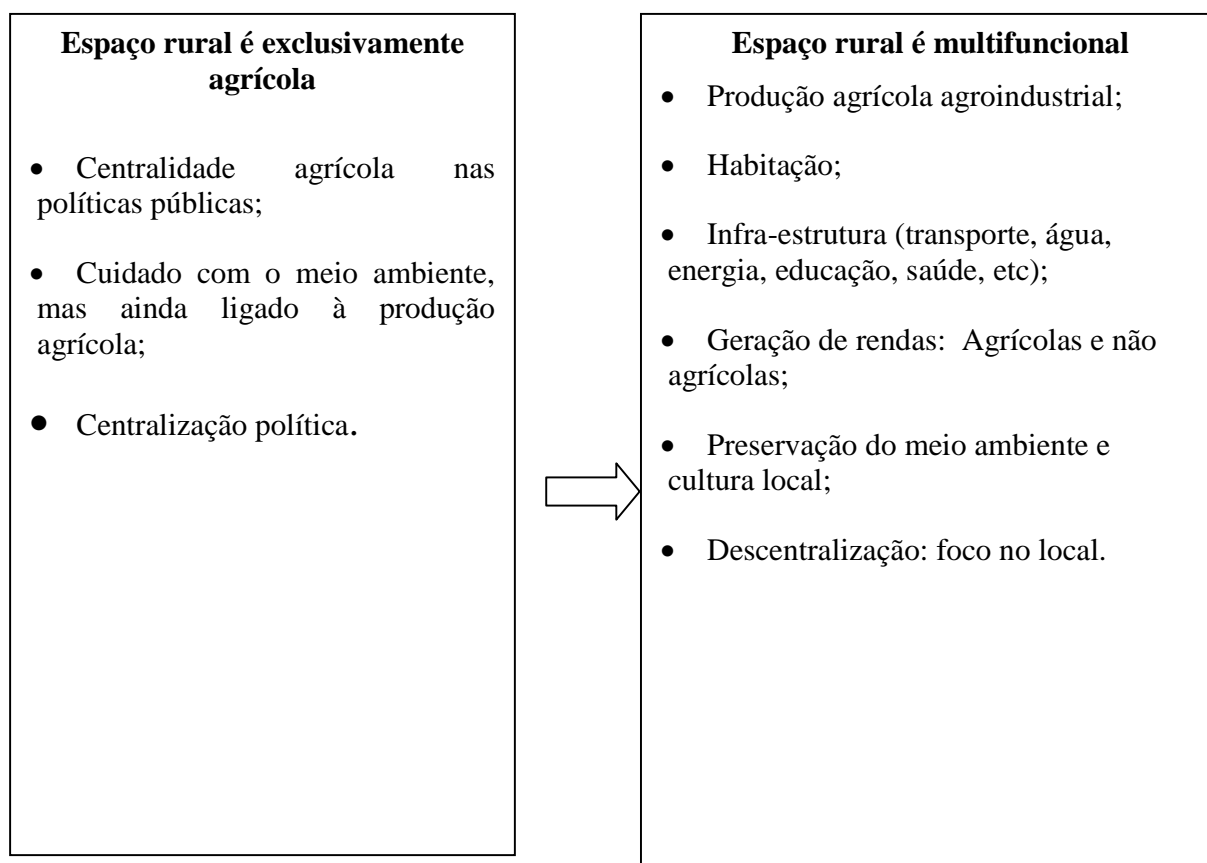 Espaço rural é exclusivamente
agrícola
• Centralidade agrícola nas
políticas públicas;
• Cuidado com o meio ambiente,
mas ainda ligado à produção
agrícola;
• Centralização política.
Espaço rural é multifuncional
• Produção agrícola agroindustrial;
• Habitação;
• Infra-estrutura (transporte, água,
energia, educação, saúde, etc);
• Geração de rendas: Agrícolas e não
agrícolas;
• Preservação do meio ambiente e
cultura local;
• Descentralização: foco no local.